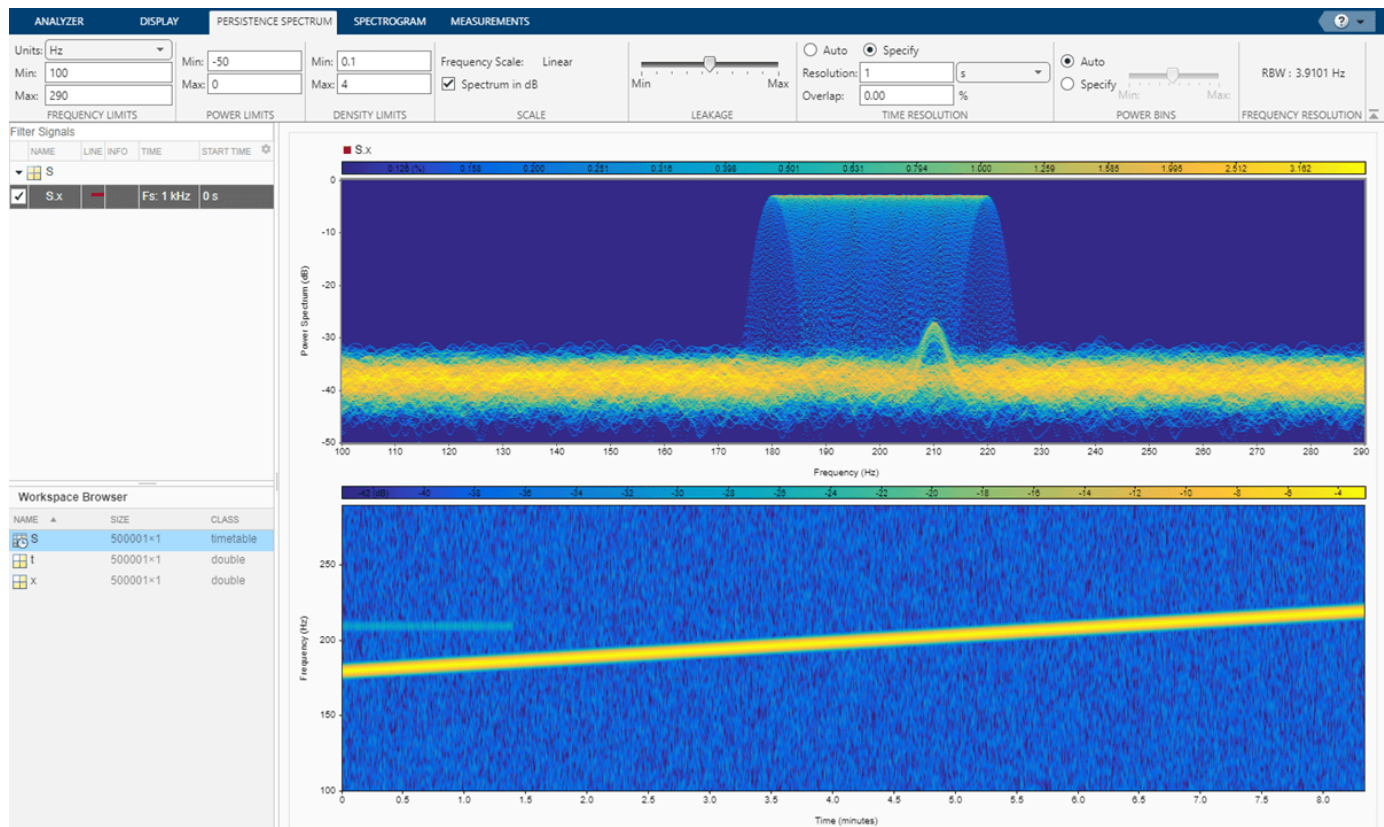 ANALYZER DISPLAY PERSISTENCE SPECTRUM SPECTROGRAM MEASUREMENTS ?
Units: Hz
Min: 100
Max: 290
FREQUENCY LIMITS
Min: -50
Max: 0
POWER LIMITS
Min: 0.1
Max: 4
DENSITY LIMITS
Frequency Scale: Linear
Spectrum in dB
SCALE
Min Max
LEAKAGE
Auto Specify
Resolution: 1 s
Overlap: 0.00 %
TIME RESOLUTION
Auto
Specify
Min: Max:
POWER BINS
RBW : 3.9101 Hz
FREQUENCY RESOLUTION
Filter Signals
NAME LINE INFO TIME START TIME
S
S.x Fs: 1 kHz 0 s
Workspace Browser
NAME SIZE CLASS
S 500001×1 timetable
t 500001×1 double
x 500001×1 double
S.x
0.126 (%) 0.158 0.200 0.251 0.316 0.398 0.501 0.631 0.794 1.000 1.259 1.585 1.995 2.512 3.162
0
-10
-20
-30
-40
-50
Power Spectrum (dB)
100 110 120 130 140 150 160 170 180 190 200 210 220 230 240 250 260 270 280 290
Frequency (Hz)
-42 (dB) -40 -38 -36 -34 -32 -30 -28 -26 -24 -22 -20 -18 -16 -14 -12 -10 -8 -6 -4
250
200
150
100
Frequency (Hz)
0 0.5 1.0 1.5 2.0 2.5 3.0 3.5 4.0 4.5 5.0 5.5 6.0 6.5 7.0 7.5 8.0
Time (minutes)